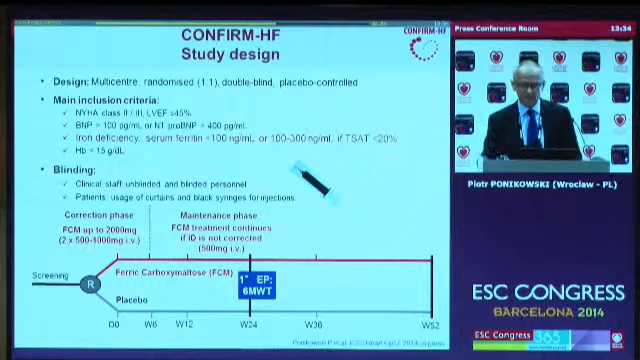 CONFIRM-HF
Study design
CONFIRM-HF
Design: Multicentre, randomised (1:1), double-blind, placebo-controlled
Main inclusion criteria:
NYHA class II / III, LVEF ≤45%
BNP > 100 pg/mL or NT proBNP > 400 pg/mL
Iron deficiency: serum ferritin <100 ng/mL or 100-300 ng/mL if TSAT <20%
Hb < 15 g/dL
Blinding:
Clinical staff: unblinded and blinded personnel
Patients: usage of curtains and black syringes for injections
Correction phase
FCM up to 2000mg
(2 x 500-1000mg i.v.)
Maintenance phase
FCM treatment continues
if ID is not corrected
(500mg i.v.)
Screening
R
Ferric Carboxymaltose (FCM)
Placebo
1° EP:
6MWT
D0
W6
W12
W24
W36
W52
Press Conference Room
13:34
Piotr PONIKOWSKI (Wroclaw - PL)
ESC CONGRESS
BARCELONA 2014
ESC Congress
365